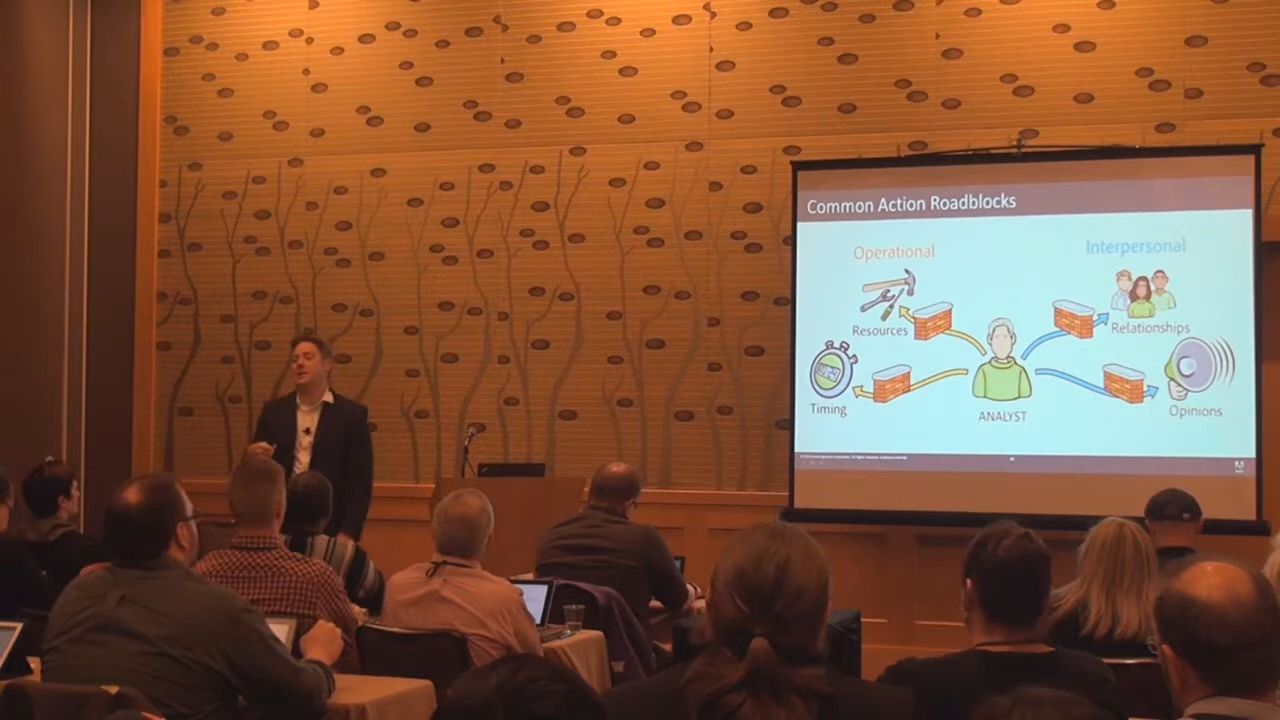 Common Action Roadblocks
Operational
Interpersonal
Resources
Relationships
Timing
ANALYST
Opinions